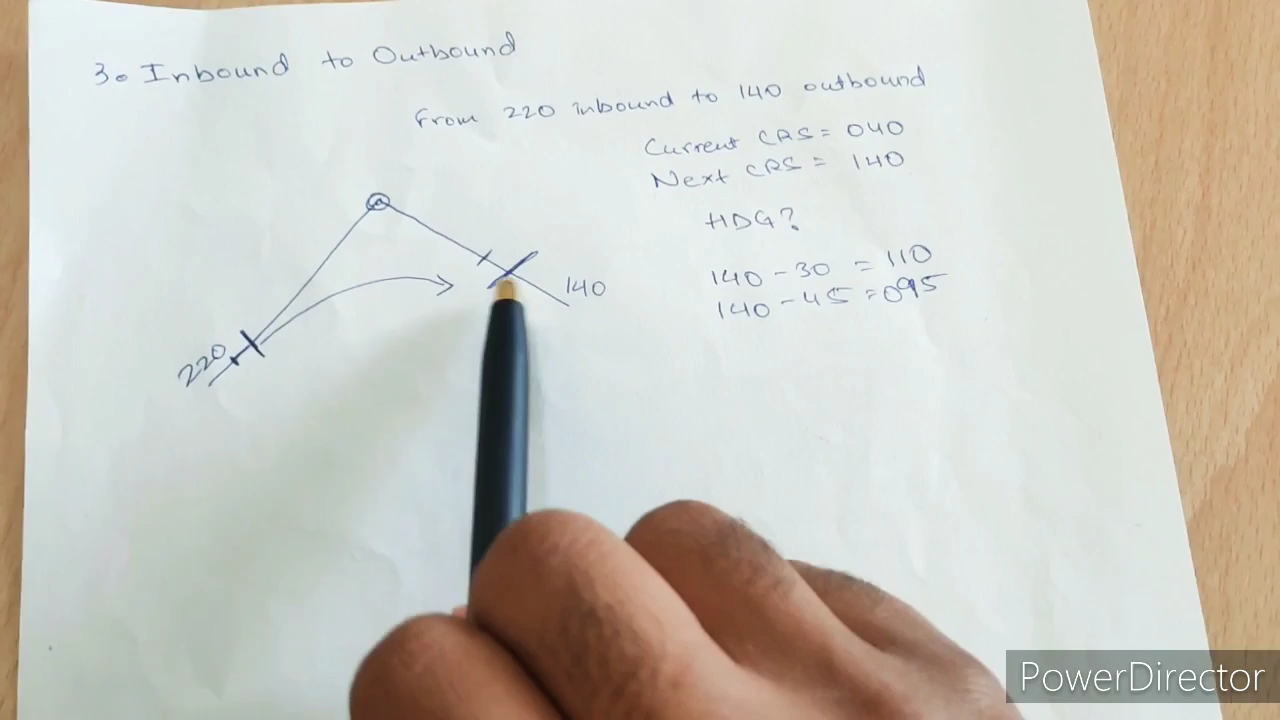 3. Inbound to Outbound
From 220 inbound to 140 outbound
Current CRS = 040
Next CRS = 140
HDG?
140 - 30 = 110
140 - 45 = 095
140
220
PowerDirector